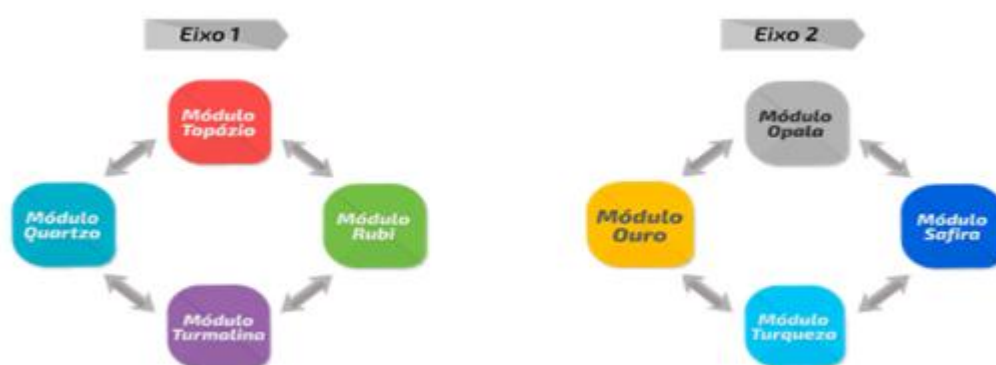 Eixo 1
Módulo
Topázio
Módulo
Quartzo
Módulo
Rubi
Módulo
Turmalina
Eixo 2
Módulo
Opala
Módulo
Ouro
Módulo
Safira
Módulo
Turqueza